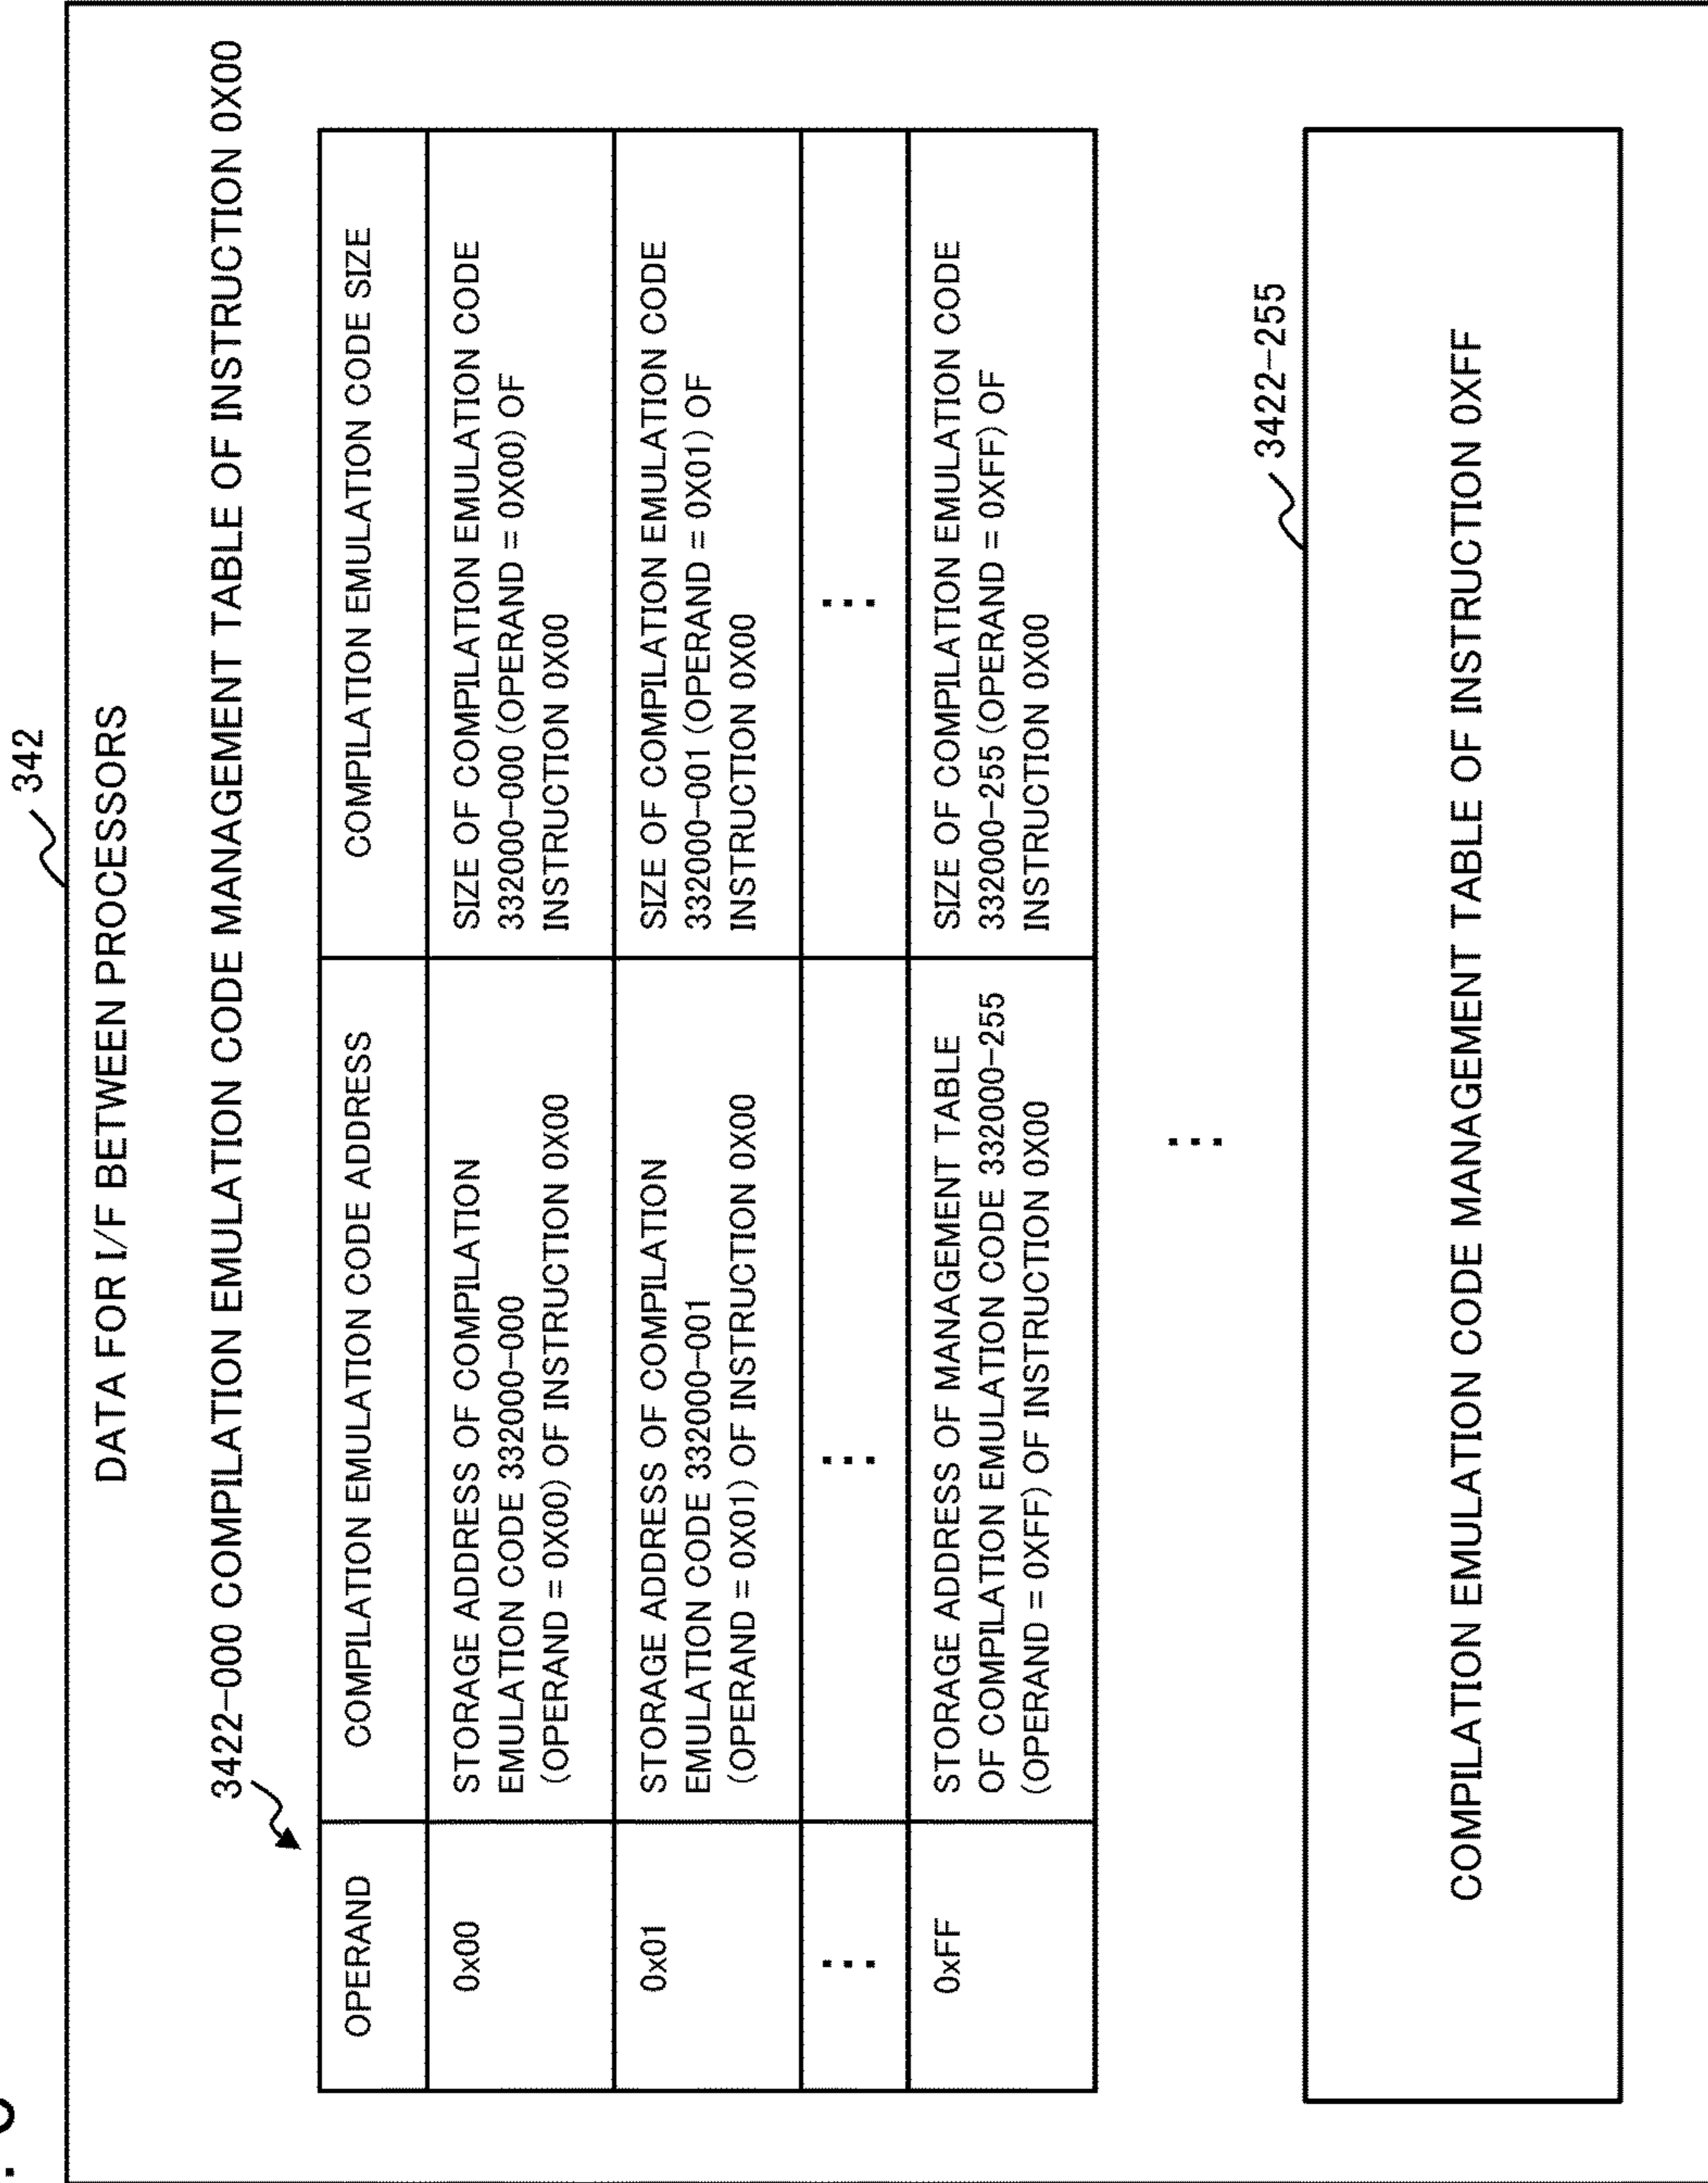 342
DATA FOR I/F BETWEEN PROCESSORS
3422-000 COMPILATION EMULATION CODE MANAGEMENT TABLE OF INSTRUCTION 0X00
OPERAND
COMPILATION EMULATION CODE ADDRESS
COMPILATION EMULATION CODE SIZE
0x00
STORAGE ADDRESS OF COMPILATION
EMULATION CODE 332000-000
(OPERAND = 0X00) OF INSTRUCTION 0X00
SIZE OF COMPILATION EMULATION CODE
332000-000 (OPERAND = 0X00) OF
INSTRUCTION 0X00
0x01
STORAGE ADDRESS OF COMPILATION
EMULATION CODE 332000-001
(OPERAND = 0X01) OF INSTRUCTION 0X00
SIZE OF COMPILATION EMULATION CODE
332000-001 (OPERAND = 0X01) OF
INSTRUCTION 0X00
...
...
...
0xFF
STORAGE ADDRESS OF MANAGEMENT TABLE
OF COMPILATION EMULATION CODE 332000-255
(OPERAND = 0XFF) OF INSTRUCTION 0X00
SIZE OF COMPILATION EMULATION CODE
332000-255 (OPERAND = 0XFF) OF
INSTRUCTION 0X00
...
3422-255
COMPILATION EMULATION CODE MANAGEMENT TABLE OF INSTRUCTION 0XFF